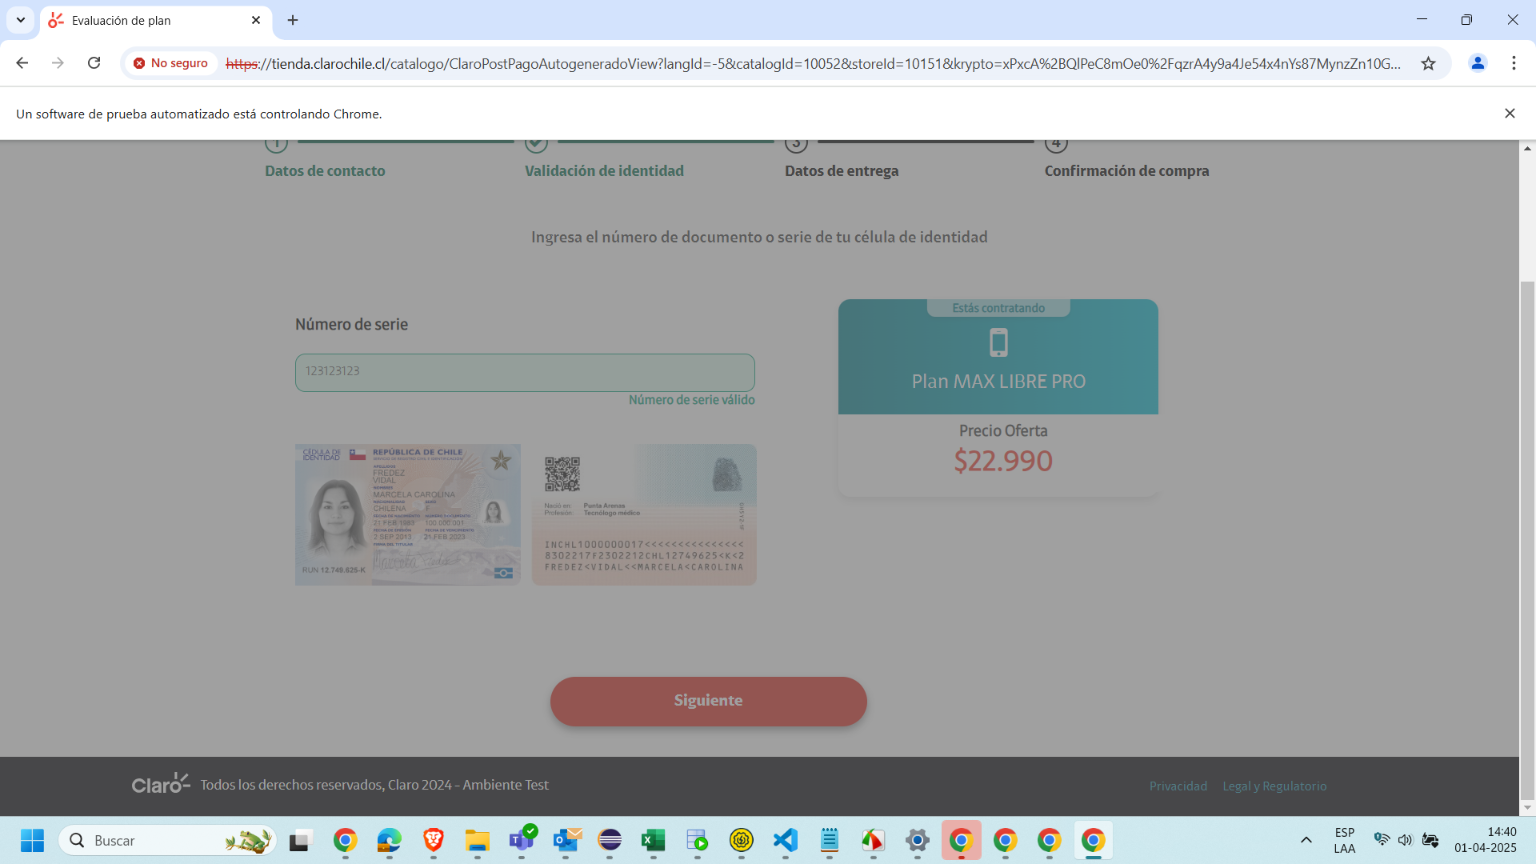 Evaluación de plan
No seguro
https://tienda.clarochile.cl/catalogo/ClaroPostPagoAutogeneradoView?langId=-5&catalogId=10052&storeId=10151&krypto=xPxcA%2BQlPeC8mOe0%2FqzrA4y9a4Je54x4nYs87MynzZn10G...
Un software de prueba automatizado está controlando Chrome.
1
3
4
Datos de contacto
Validación de identidad
Datos de entrega
Confirmación de compra
Ingresa el número de documento o serie de tu célula de identidad
Número de serie
123123123
Número de serie válido
CÉDULA DE IDENTIDAD
REPÚBLICA DE CHILE
FREDEZ
VIDAL
MARCELA CAROLINA
CHILENA
F
21 FEB 1983
100.000.001
2 SEP 2013
21 FEB 2023
RUN 12.749.625-K
Nació en: Punta Arenas
Profesión: Tecnólogo médico
INCHL1000000017<<<<<<<<<<<<<<<
8302217F2302212CHL12749625<K<2
FREDEZ<VIDAL<<MARCELA<CAROLINA
Estás contratando
Plan MAX LIBRE PRO
Precio Oferta
$22.990
Siguiente
Claro
Todos los derechos reservados, Claro 2024 - Ambiente Test
Privacidad
Legal y Regulatorio
Buscar
ESP
LAA
14:40
01-04-2025